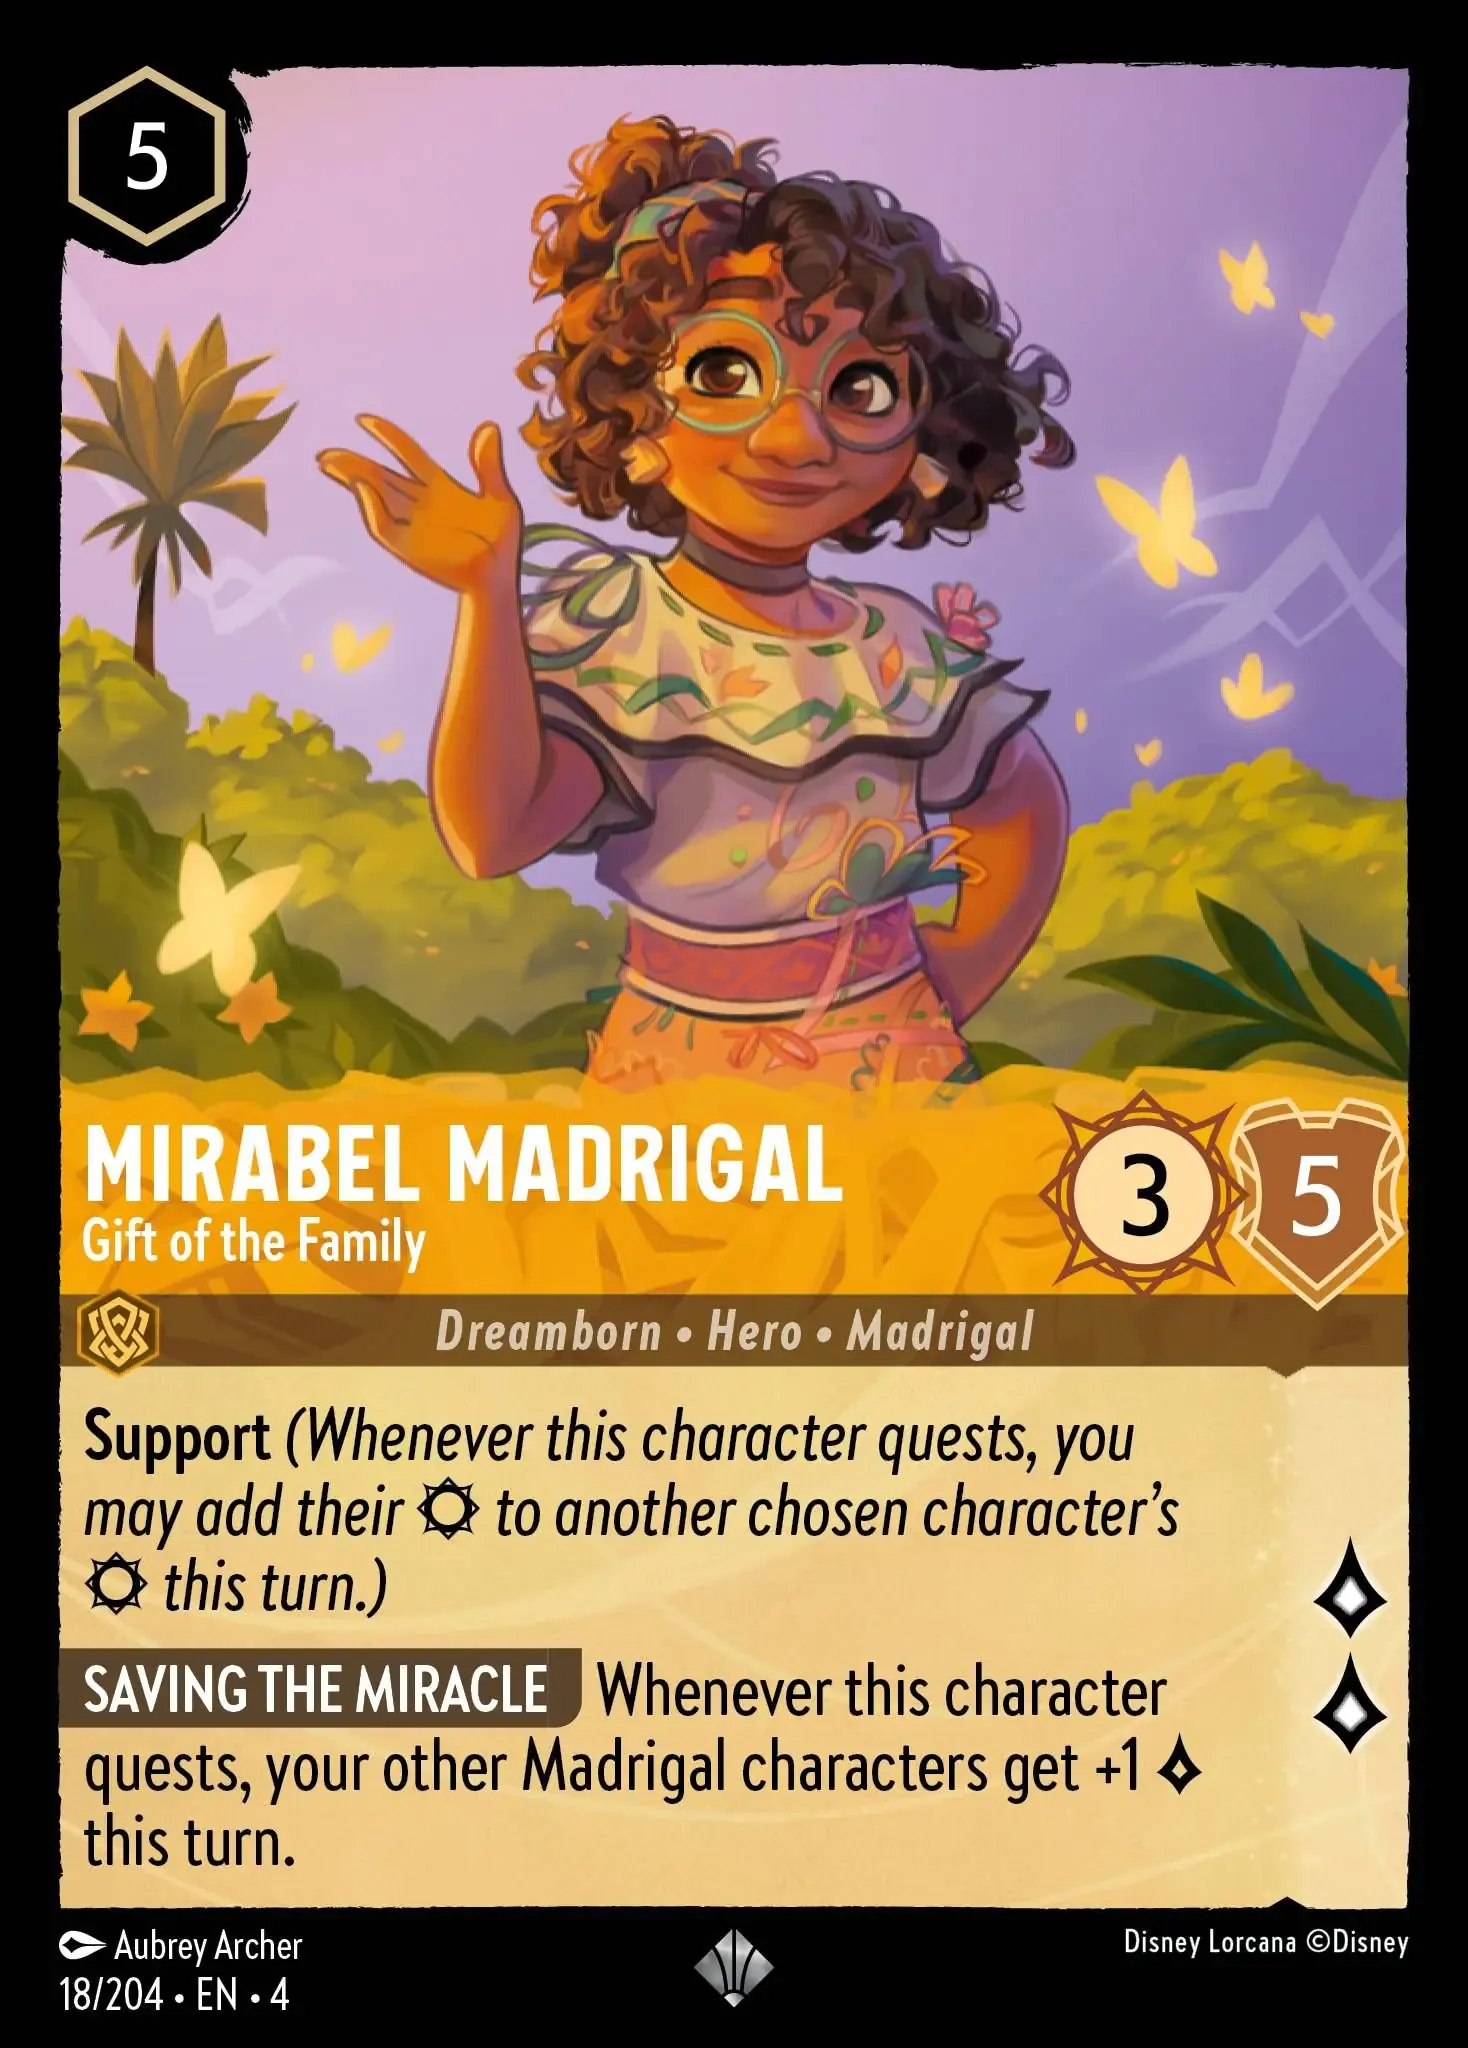 5
MIRABEL MADRIGAL
Gift of the Family
3
5
Dreamborn • Hero • Madrigal
Support (Whenever this character quests, you
may add their to another chosen character’s
this turn.)
SAVING THE MIRACLE Whenever this character
quests, your other Madrigal characters get +1
this turn.
Aubrey Archer
Disney Lorcana ©Disney
18/204 • EN • 4